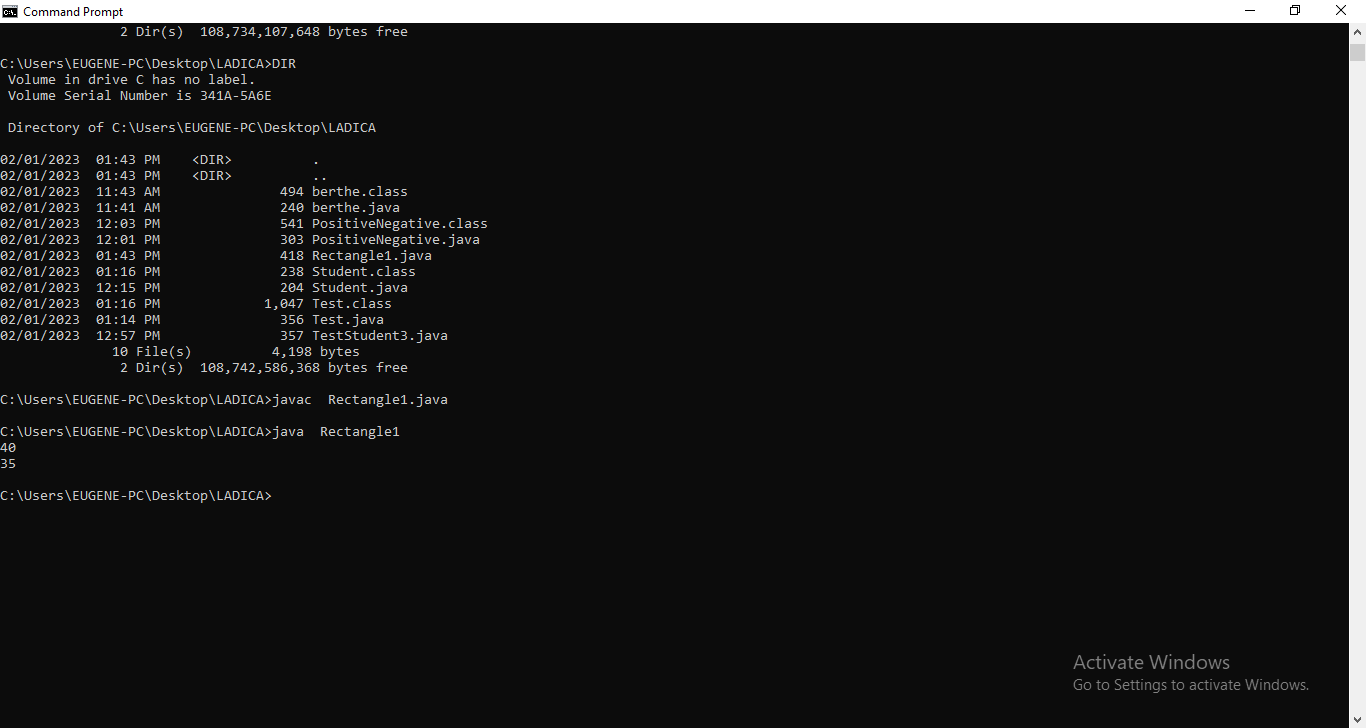 Command Prompt
2 Dir(s)  108,734,107,648 bytes free
C:\Users\EUGENE-PC\Desktop\LADICA>DIR
Volume in drive C has no label.
Volume Serial Number is 341A-5A6E
Directory of C:\Users\EUGENE-PC\Desktop\LADICA
02/01/2023  01:43 PM    <DIR>          .
02/01/2023  01:43 PM    <DIR>          ..
02/01/2023  11:43 AM               494 berthe.class
02/01/2023  11:41 AM               240 berthe.java
02/01/2023  12:03 PM               541 PositiveNegative.class
02/01/2023  12:01 PM               303 PositiveNegative.java
02/01/2023  01:43 PM               418 Rectangle1.java
02/01/2023  01:16 PM               238 Student.class
02/01/2023  12:15 PM               204 Student.java
02/01/2023  01:16 PM             1,047 Test.class
02/01/2023  01:14 PM               356 Test.java
02/01/2023  12:57 PM               357 TestStudent3.java
10 File(s)          4,198 bytes
2 Dir(s)  108,742,586,368 bytes free
C:\Users\EUGENE-PC\Desktop\LADICA>javac  Rectangle1.java
C:\Users\EUGENE-PC\Desktop\LADICA>java  Rectangle1
40
35
C:\Users\EUGENE-PC\Desktop\LADICA>
Activate Windows
Go to Settings to activate Windows.